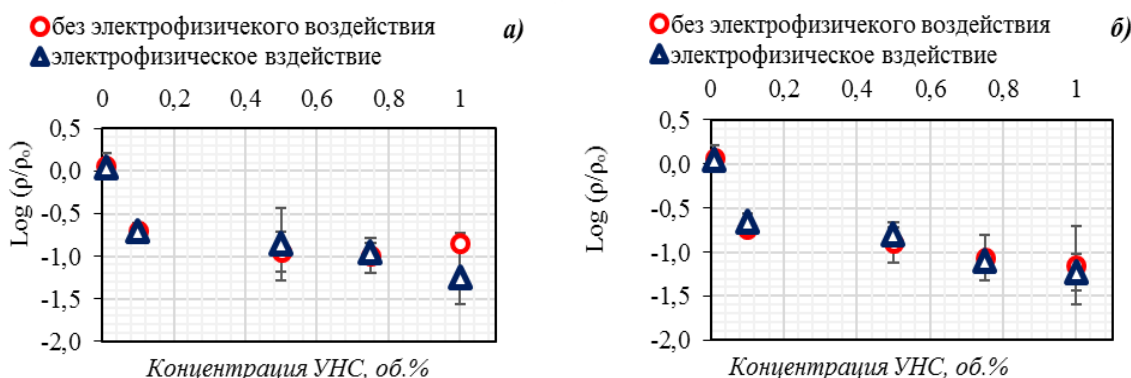 без электрофизичекого воздействия
а)
электрофизическое вздействие
0 0,2 0,4 0,6 0,8 1
0,5
0,0
-0,5
-1,0
-1,5
-2,0
Log (ρ/ρₒ)
Концентрация УНС, об.%
без электрофизичекого воздействия
б)
электрофизическое вздействие
0 0,2 0,4 0,6 0,8 1
0,5
0,0
-0,5
-1,0
-1,5
-2,0
Log (ρ/ρₒ)
Концентрация УНС, об.%